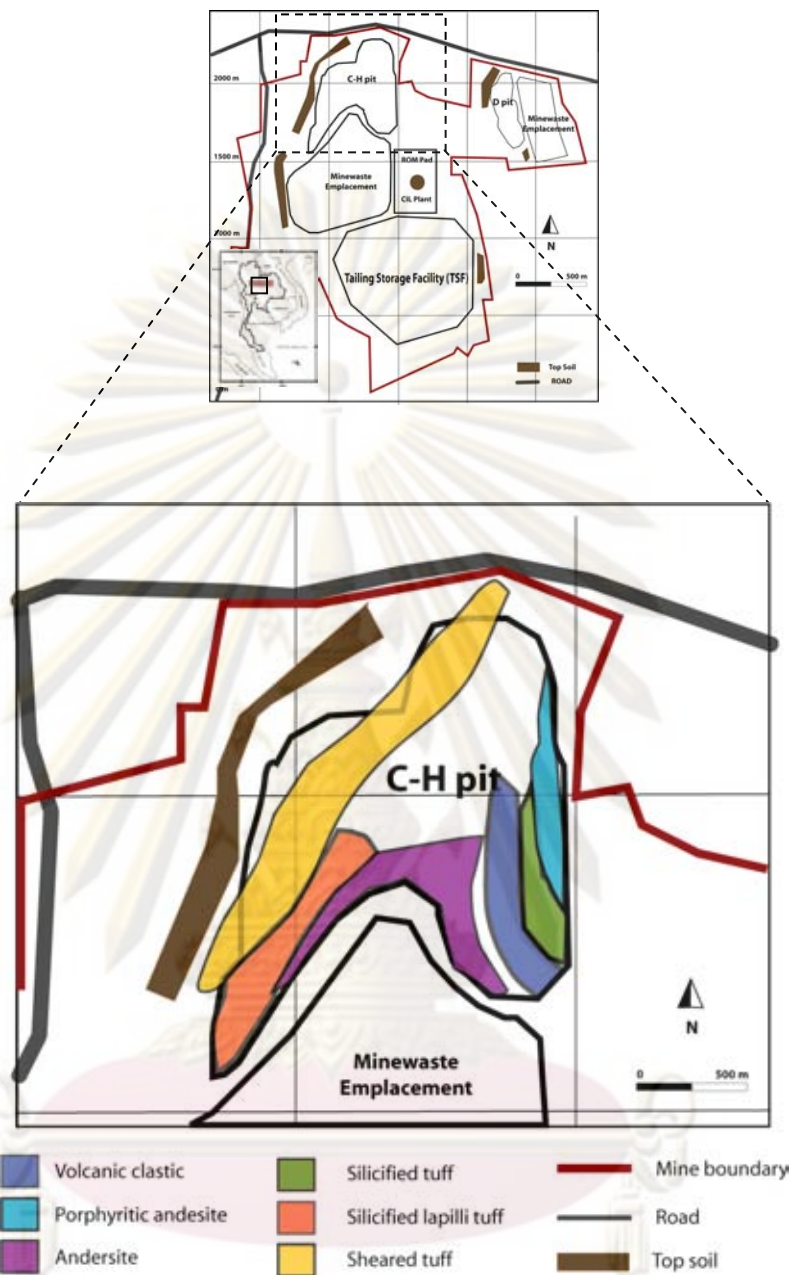 C-H pit
2000 m
D pit
Minewaste
Emplacement
1500 m
ROM Pad
Minewaste
Emplacement
CIL Plant
000 m
N
Tailing Storage Facility (TSF)
0 500 m
Top Soil
ROAD
C-H pit
N
0 500 m
Minewaste
Emplacement
Volcanic clastic
Silicified tuff
Mine boundary
Porphyritic andesite
Silicified lapilli tuff
Road
Andersite
Sheared tuff
Top soil